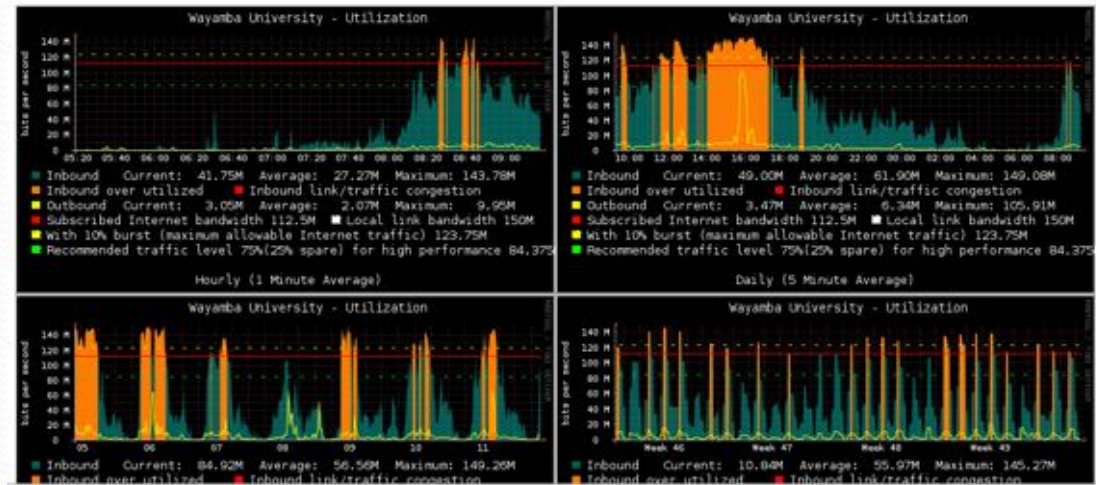 Wayamba University - Utilization
140 M
120 M
100 M
80 M
60 M
40 M
20 M
0
bits per second
05 20 05 40 06 00 06 20 06 40 07 00 07 20 07 40 08 00 08 20 08 40 09 00
Inbound Current: 41.75M Average: 27.27M Maximum: 143.78M
Inbound over utilized Inbound link/traffic congestion
Outbound Current: 3.05M Average: 2.07M Maximum: 9.95M
Subscribed Internet bandwidth 112.5M Local link bandwidth 150M
With 10% burst (maximum allowable Internet traffic) 123.75M
Recommended traffic level 75%(25% spare) for high performance 84.375
Hourly (1 Minute Average)
Wayamba University - Utilization
140 M
120 M
100 M
80 M
60 M
40 M
20 M
0
bits per second
10 00 12 00 14 00 16 00 18 00 20 00 22 00 00 00 02 00 04 00 06 00 08 00
Inbound Current: 49.00M Average: 61.90M Maximum: 149.08M
Inbound over utilized Inbound link/traffic congestion
Outbound Current: 3.47M Average: 6.34M Maximum: 105.91M
Subscribed Internet bandwidth 112.5M Local link bandwidth 150M
With 10% burst (maximum allowable Internet traffic) 123.75M
Recommended traffic level 75%(25% spare) for high performance 84.375
Daily (5 Minute Average)
Wayamba University - Utilization
140 M
120 M
100 M
80 M
60 M
40 M
20 M
0
bits per second
05 06 07 08 09 10 11
Inbound Current: 84.92M Average: 56.56M Maximum: 149.26M
Inbound over utilized Inbound link/traffic congestion
Wayamba University - Utilization
140 M
120 M
100 M
80 M
60 M
40 M
20 M
0
bits per second
Week 46 Week 47 Week 48 Week 49
Inbound Current: 10.84M Average: 55.97M Maximum: 145.27M
Inbound over utilized Inbound link/traffic congestion